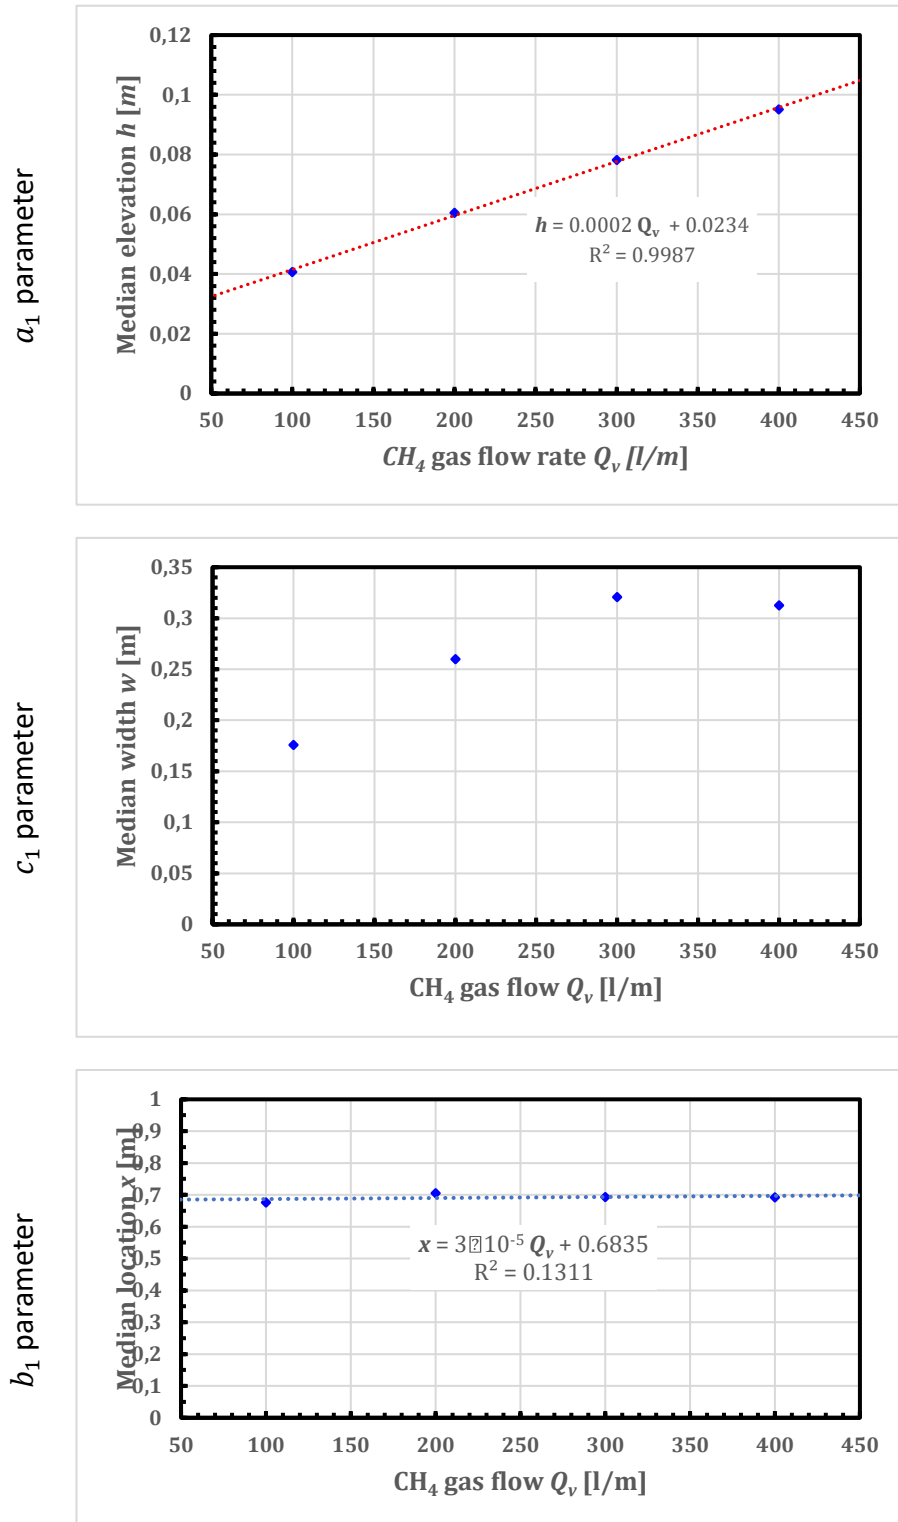 a₁ parameter
Median elevation h [m]
0,12
0,1
0,08
0,06
0,04
0,02
0
h = 0.0002 Qᵥ + 0.0234
R² = 0.9987
50 100 150 200 250 300 350 400 450
CH₄ gas flow rate Qᵥ [l/m]
c₁ parameter
Median width w [m]
0,35
0,3
0,25
0,2
0,15
0,1
0,05
0
50 100 150 200 250 300 350 400 450
CH₄ gas flow Qᵥ [l/m]
b₁ parameter
Median location x [m]
1
0,9
0,8
0,7
0,6
0,5
0,4
0,3
0,2
0,1
0
x = 3⍰10⁻⁵ Qᵥ + 0.6835
R² = 0.1311
50 100 150 200 250 300 350 400 450
CH₄ gas flow Qᵥ [l/m]